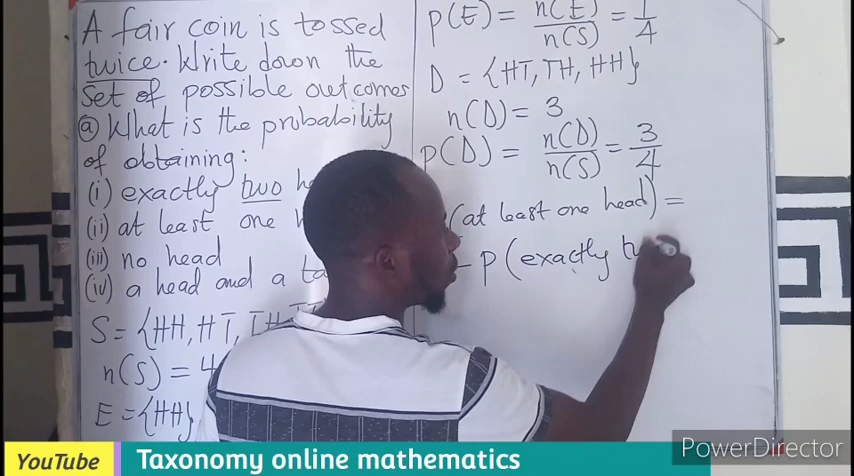 A fair coin is tossed
twice. Write down the
set of possible outcomes
(a) What is the probability
of obtaining:
(i) exactly two
(ii) at least one
(iii) no head
(iv) a head and a
S = {HH, HT, TH,
n(S) = 4
E = {HH}
P(E) = n(E)/n(S) = 1/4
D = {HT, TH, HH}
n(D) = 3
P(D) = n(D)/n(S) = 3/4
(at least one head) =
- P(exactly
PowerDirector
YouTube Taxonomy online mathematics